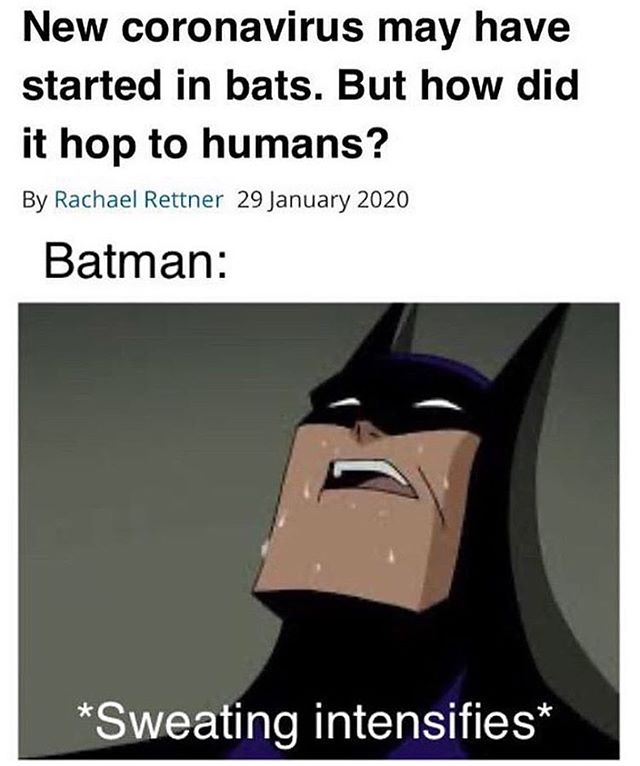 New coronavirus may have
started in bats. But how did
it hop to humans?
By Rachael Rettner 29 January 2020
Batman:
*Sweating intensifies*